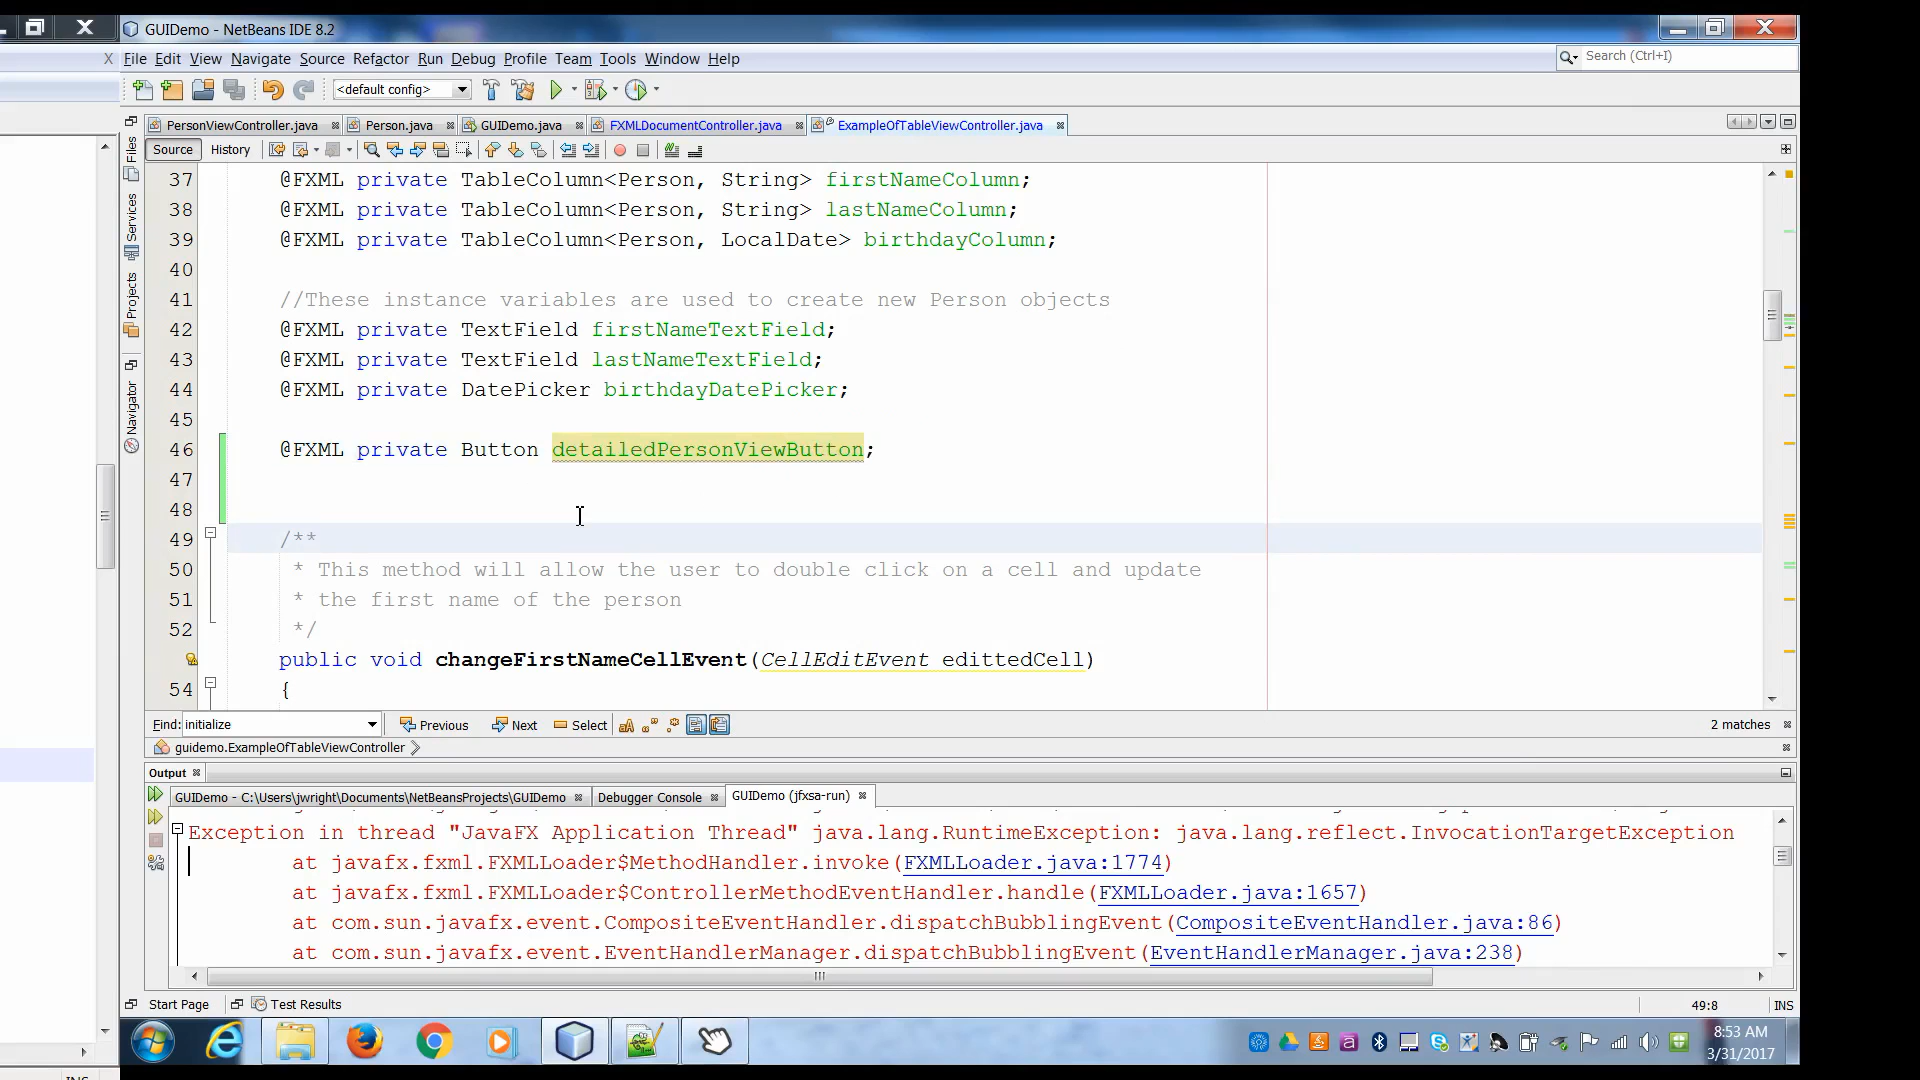 GUIDemo - NetBeans IDE 8.2
File Edit View Navigate Source Refactor Run Debug Profile Team Tools Window Help
Search (Ctrl+I)
<default config>
PersonViewController.java Person.java GUIDemo.java FXMLDocumentController.java ExampleOfTableViewController.java
Source History
Files
Services
Projects
Navigator
37 @FXML private TableColumn<Person, String> firstNameColumn;
38 @FXML private TableColumn<Person, String> lastNameColumn;
39 @FXML private TableColumn<Person, LocalDate> birthdayColumn;
40
41 //These instance variables are used to create new Person objects
42 @FXML private TextField firstNameTextField;
43 @FXML private TextField lastNameTextField;
44 @FXML private DatePicker birthdayDatePicker;
45
46 @FXML private Button detailedPersonViewButton;
47
48
49 /**
50 * This method will allow the user to double click on a cell and update
51 * the first name of the person
52 */
public void changeFirstNameCellEvent(CellEditEvent edittedCell)
54 {
Find: initialize Previous Next Select 2 matches
guidemo.ExampleOfTableViewController
Output
GUIDemo - C:\Users\jwright\Documents\NetBeansProjects\GUIDemo Debugger Console GUIDemo (jfxsa-run)
Exception in thread "JavaFX Application Thread" java.lang.RuntimeException: java.lang.reflect.InvocationTargetException
at javafx.fxml.FXMLLoader$MethodHandler.invoke(FXMLLoader.java:1774)
at javafx.fxml.FXMLLoader$ControllerMethodEventHandler.handle(FXMLLoader.java:1657)
at com.sun.javafx.event.CompositeEventHandler.dispatchBubblingEvent(CompositeEventHandler.java:86)
at com.sun.javafx.event.EventHandlerManager.dispatchBubblingEvent(EventHandlerManager.java:238)
Start Page Test Results 49:8 INS
8:53 AM
3/31/2017